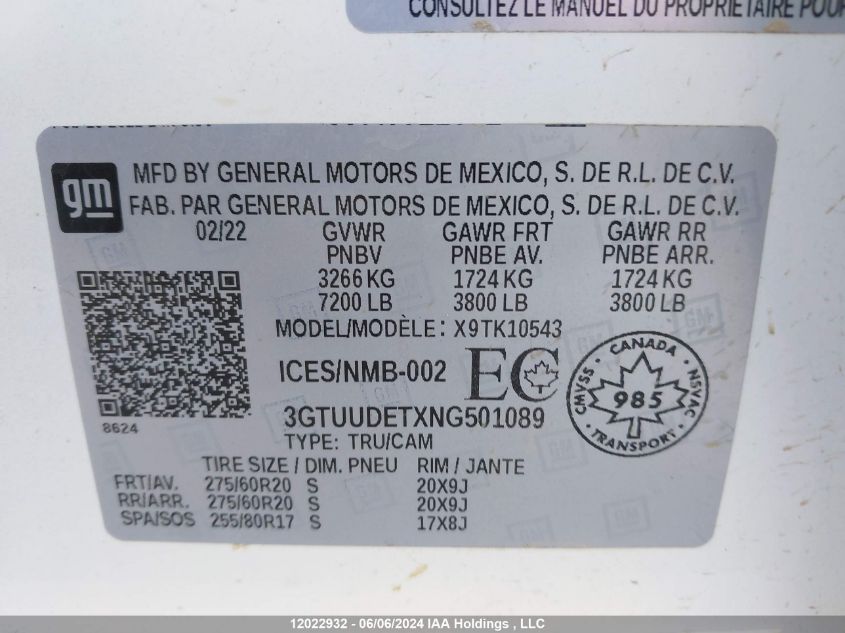 CONSULTEZ LE MANUEL DU PROPRIÉTAIRE POUR
gm
MFD BY GENERAL MOTORS DE MEXICO, S. DE R.L. DE C.V.
FAB. PAR GENERAL MOTORS DE MEXICO, S. DE R.L. DE C.V.
02/22 GVWR GAWR FRT GAWR RR
PNBV PNBE AV. PNBE ARR.
3266 KG 1724 KG 1724 KG
7200 LB 3800 LB 3800 LB
MODEL/MODÈLE: X9TK10543
ICES/NMB-002 EC
CANADA
CMVSS 985 NSVAC
TRANSPORT
8624
3GTUUDETXNG501089
TYPE: TRU/CAM
TIRE SIZE / DIM. PNEU RIM / JANTE
FRT/AV. 275/60R20 S 20X9J
RR/ARR. 275/60R20 S 20X9J
SPA/SOS 255/80R17 S 17X8J
12022932 - 06/06/2024 IAA Holdings , LLC